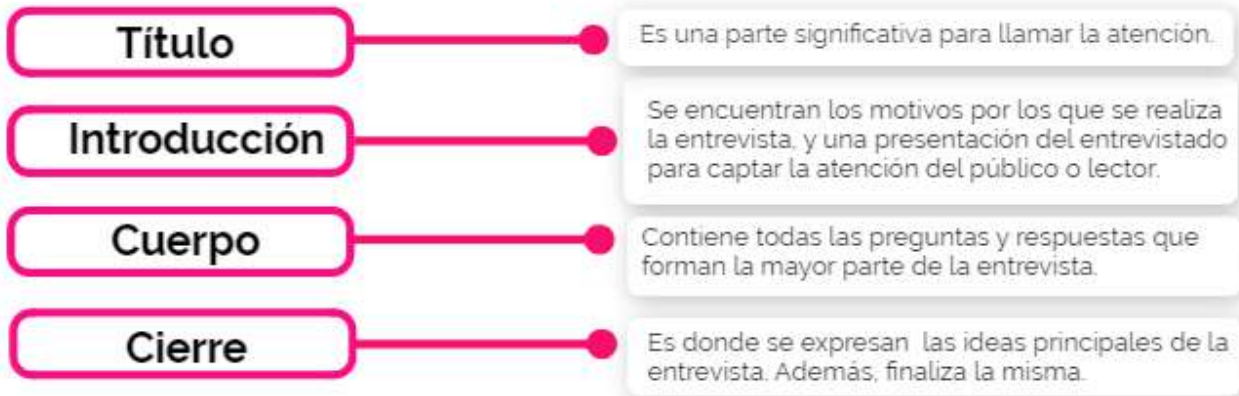 Título
Es una parte significativa para llamar la atención.
Introducción
Se encuentran los motivos por los que se realiza
la entrevista, y una presentación del entrevistado
para captar la atención del público o lector.
Cuerpo
Contiene todas las preguntas y respuestas que
forman la mayor parte de la entrevista.
Cierre
Es donde se expresan las ideas principales de la
entrevista. Además, finaliza la misma.